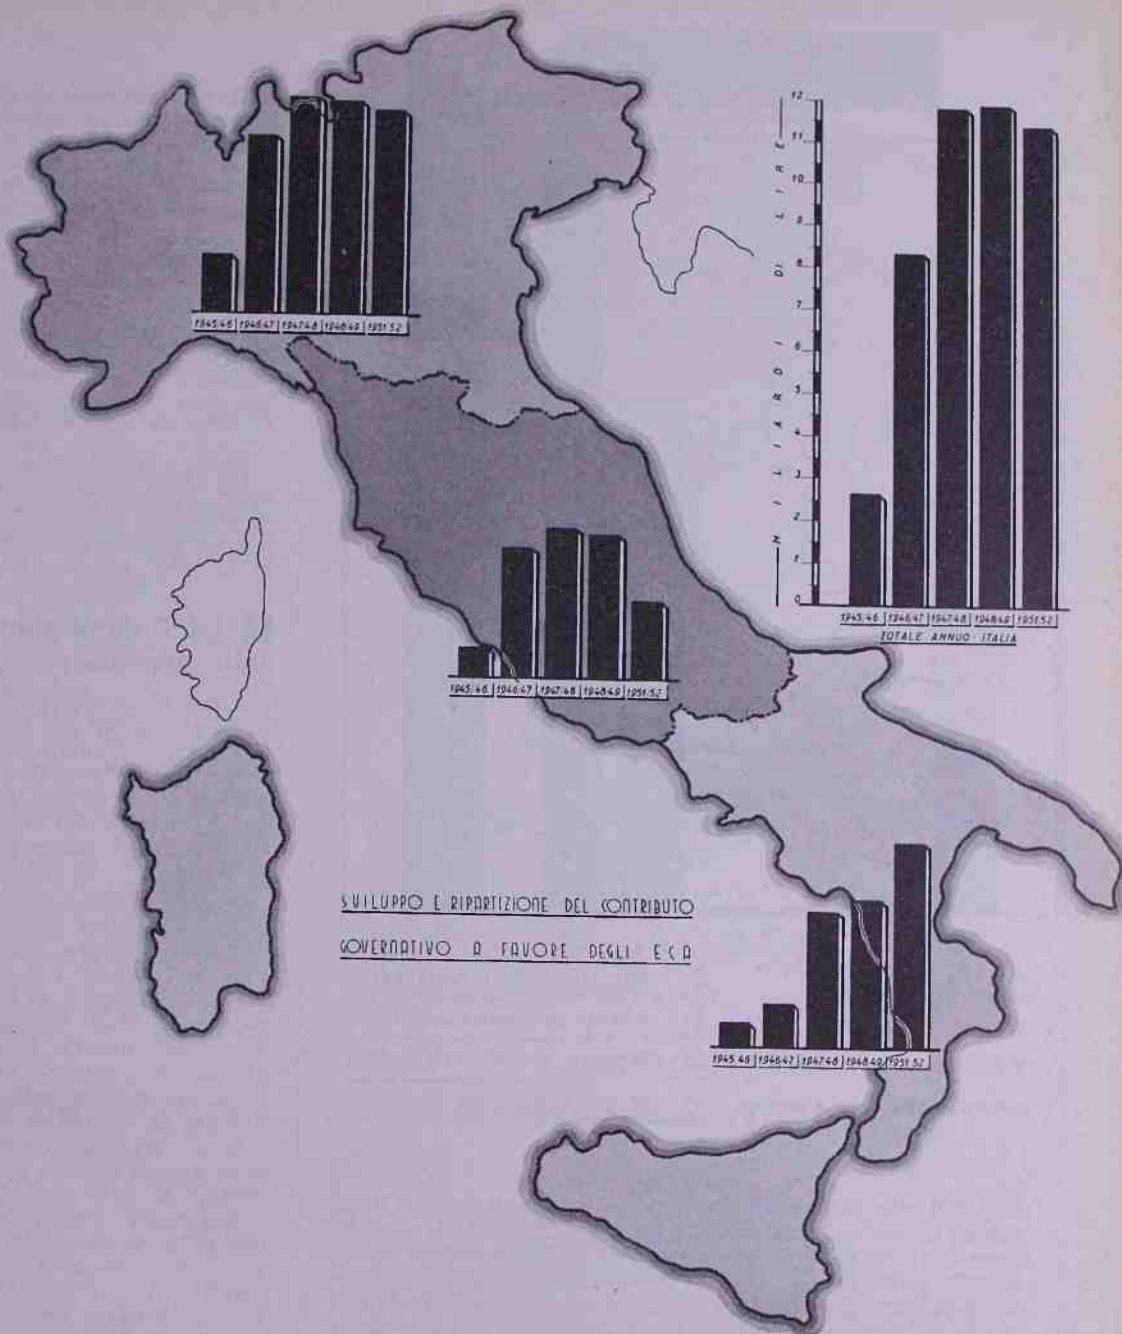 1945/46 1946/47 1947/48 1948/49 1951/52
12
11
10
9
8
7
6
5
4
3
2
1
0
MILIARDI DI LIRE
1945/46 1946/47 1947/48 1948/49 1951/52
TOTALE ANNUO ITALIA
1945/46 1946/47 1947/48 1948/49 1951/52
SVILUPPO E RIPARTIZIONE DEL CONTRIBUTO
GOVERNATIVO A FAVORE DEGLI ECA
1945/46 1946/47 1947/48 1948/49 1951/52